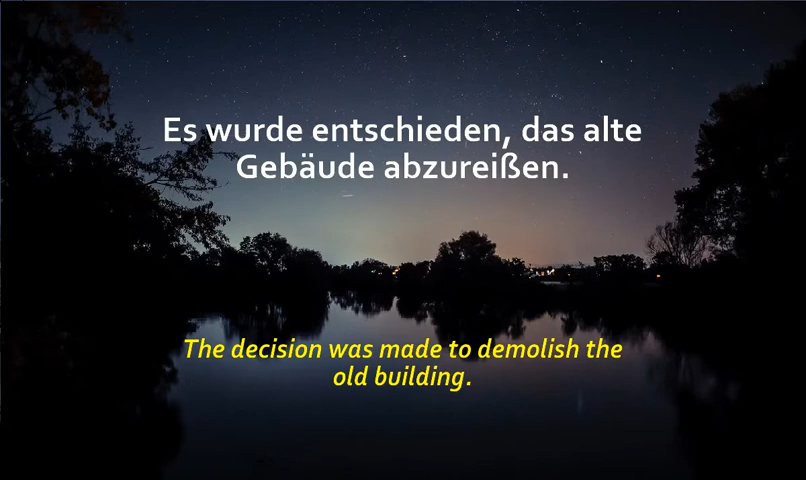 Es wurde entschieden, das alte
Gebäude abzureißen.
The decision was made to demolish the
old building.